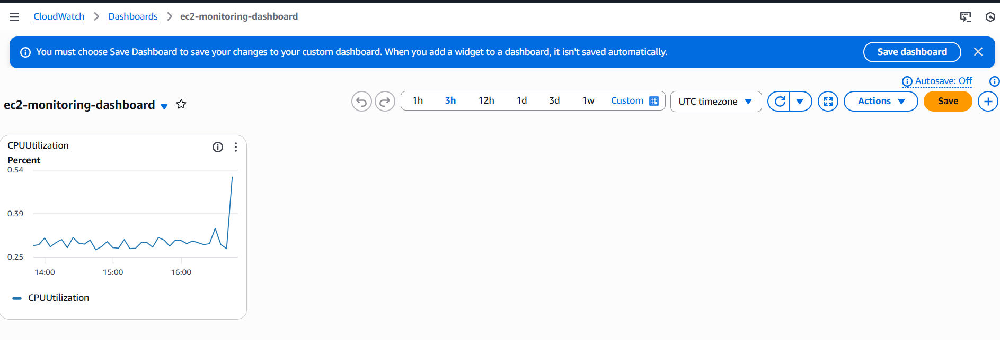 CloudWatch > Dashboards > ec2-monitoring-dashboard
You must choose Save Dashboard to save your changes to your custom dashboard. When you add a widget to a dashboard, it isn't saved automatically.
Save dashboard
Autosave: Off
ec2-monitoring-dashboard
1h 3h 12h 1d 3d 1w Custom
UTC timezone
Actions
Save
CPUUtilization
Percent
0.54
0.39
0.25
14:00 15:00 16:00
CPUUtilization